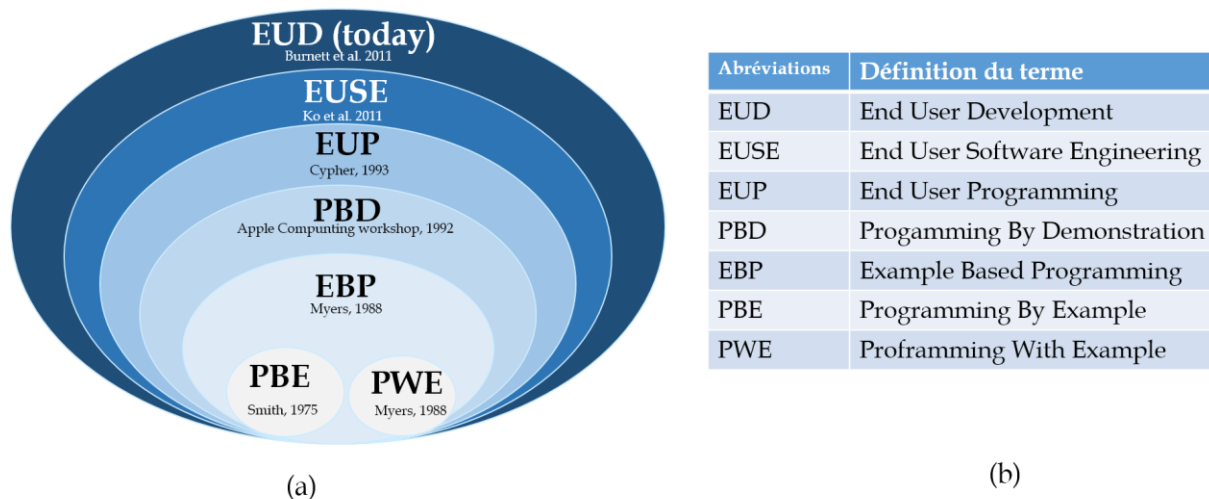 EUD (today)
Burnett et al. 2011
EUSE
Ko et al. 2011
EUP
Cypher, 1993
PBD
Apple Compunting workshop, 1992
EBP
Myers, 1988
PBE
Smith, 1975
PWE
Myers, 1988
(a)
Abréviations Définition du terme
EUD End User Development
EUSE End User Software Engineering
EUP End User Programming
PBD Progamming By Demonstration
EBP Example Based Programming
PBE Programming By Example
PWE Proframming With Example
(b)